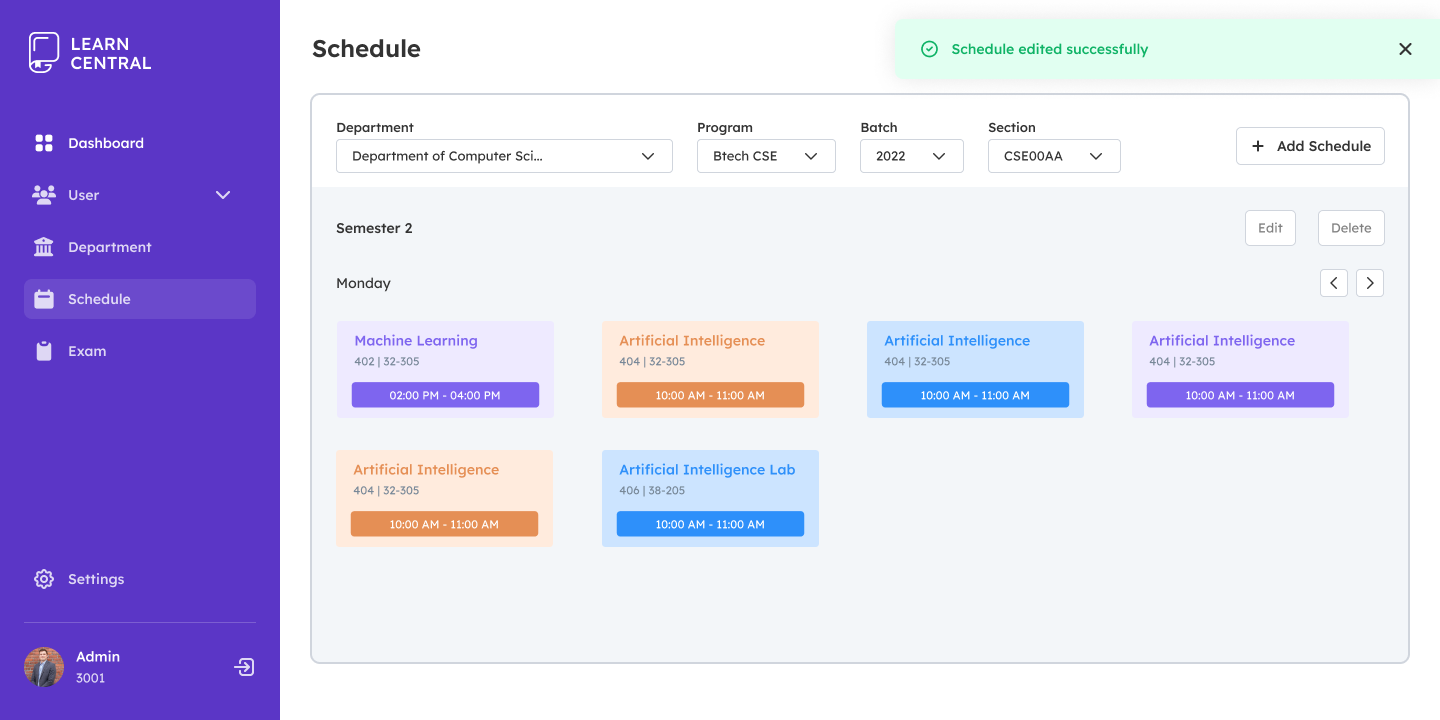 LEARN
CENTRAL
Dashboard
User
Department
Schedule
Exam
Settings
Admin
3001
Schedule
Schedule edited successfully
Department
Department of Computer Sci...
Program
Btech CSE
Batch
2022
Section
CSE00AA
Add Schedule
Semester 2
Edit
Delete
Monday
Machine Learning
402 | 32-305
02:00 PM - 04:00 PM
Artificial Intelligence
404 | 32-305
10:00 AM - 11:00 AM
Artificial Intelligence
404 | 32-305
10:00 AM - 11:00 AM
Artificial Intelligence
404 | 32-305
10:00 AM - 11:00 AM
Artificial Intelligence
404 | 32-305
10:00 AM - 11:00 AM
Artificial Intelligence Lab
406 | 38-205
10:00 AM - 11:00 AM